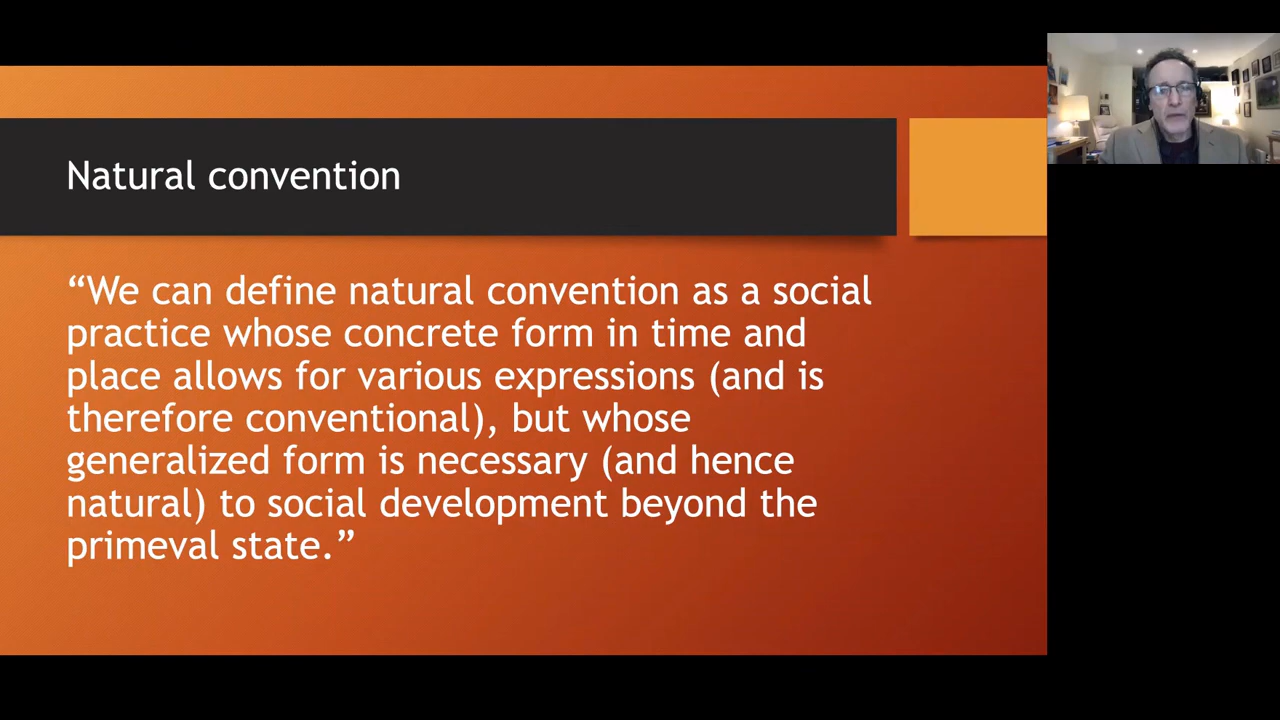 Natural convention
“We can define natural convention as a social
practice whose concrete form in time and
place allows for various expressions (and is
therefore conventional), but whose
generalized form is necessary (and hence
natural) to social development beyond the
primeval state.”